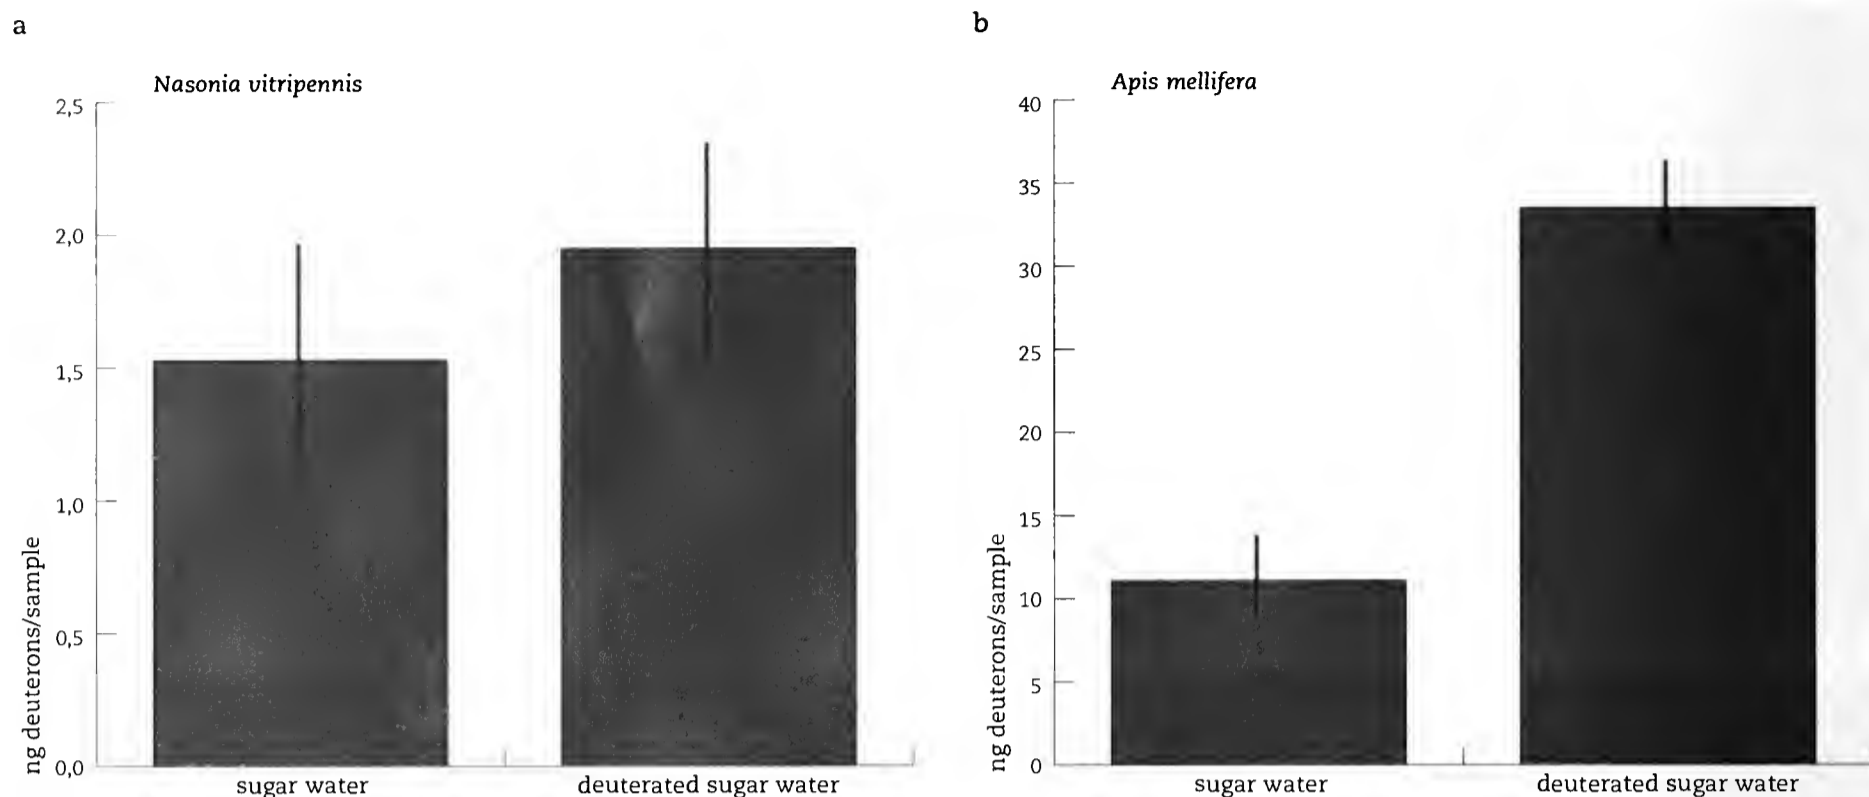 a
Nasonia vitripennis
2,5
2,0
1,5
1,0
0,5
0,0
ng deuterons/sample
sugar water
deuterated sugar water
b
Apis mellifera
40
35
30
25
20
15
10
5
0
ng deuterons/sample
sugar water
deuterated sugar water